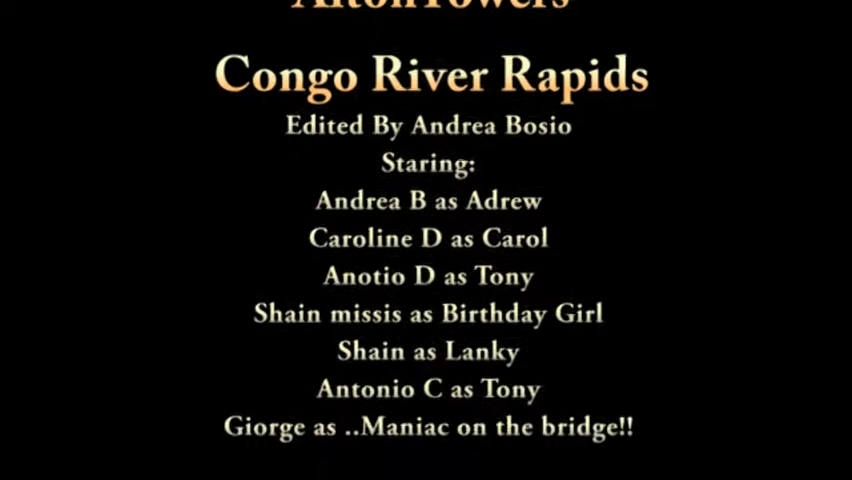 AltonTowers
Congo River Rapids
Edited By Andrea Bosio
Staring:
Andrea B as Adrew
Caroline D as Carol
Anotio D as Tony
Shain missis as Birthday Girl
Shain as Lanky
Antonio C as Tony
Giorge as ..Maniac on the bridge!!